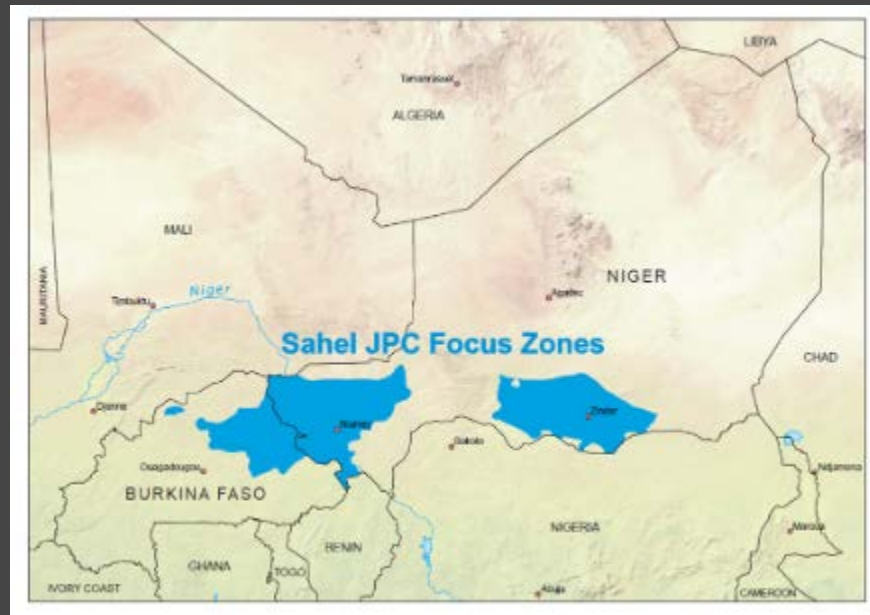 LIBYA
Tamanrasset
ALGERIA
MALI
NIGER
Agadez
Niger
Timbuktu
MAURITANIA
Sahel JPC Focus Zones
CHAD
Djenne
Niamey
Zinder
Sokoto
Ouagadougou
BURKINA FASO
Ndjamena
NIGERIA
Maroua
BENIN
GHANA
TOGO
IVORY COAST
Abuja
CAMEROON